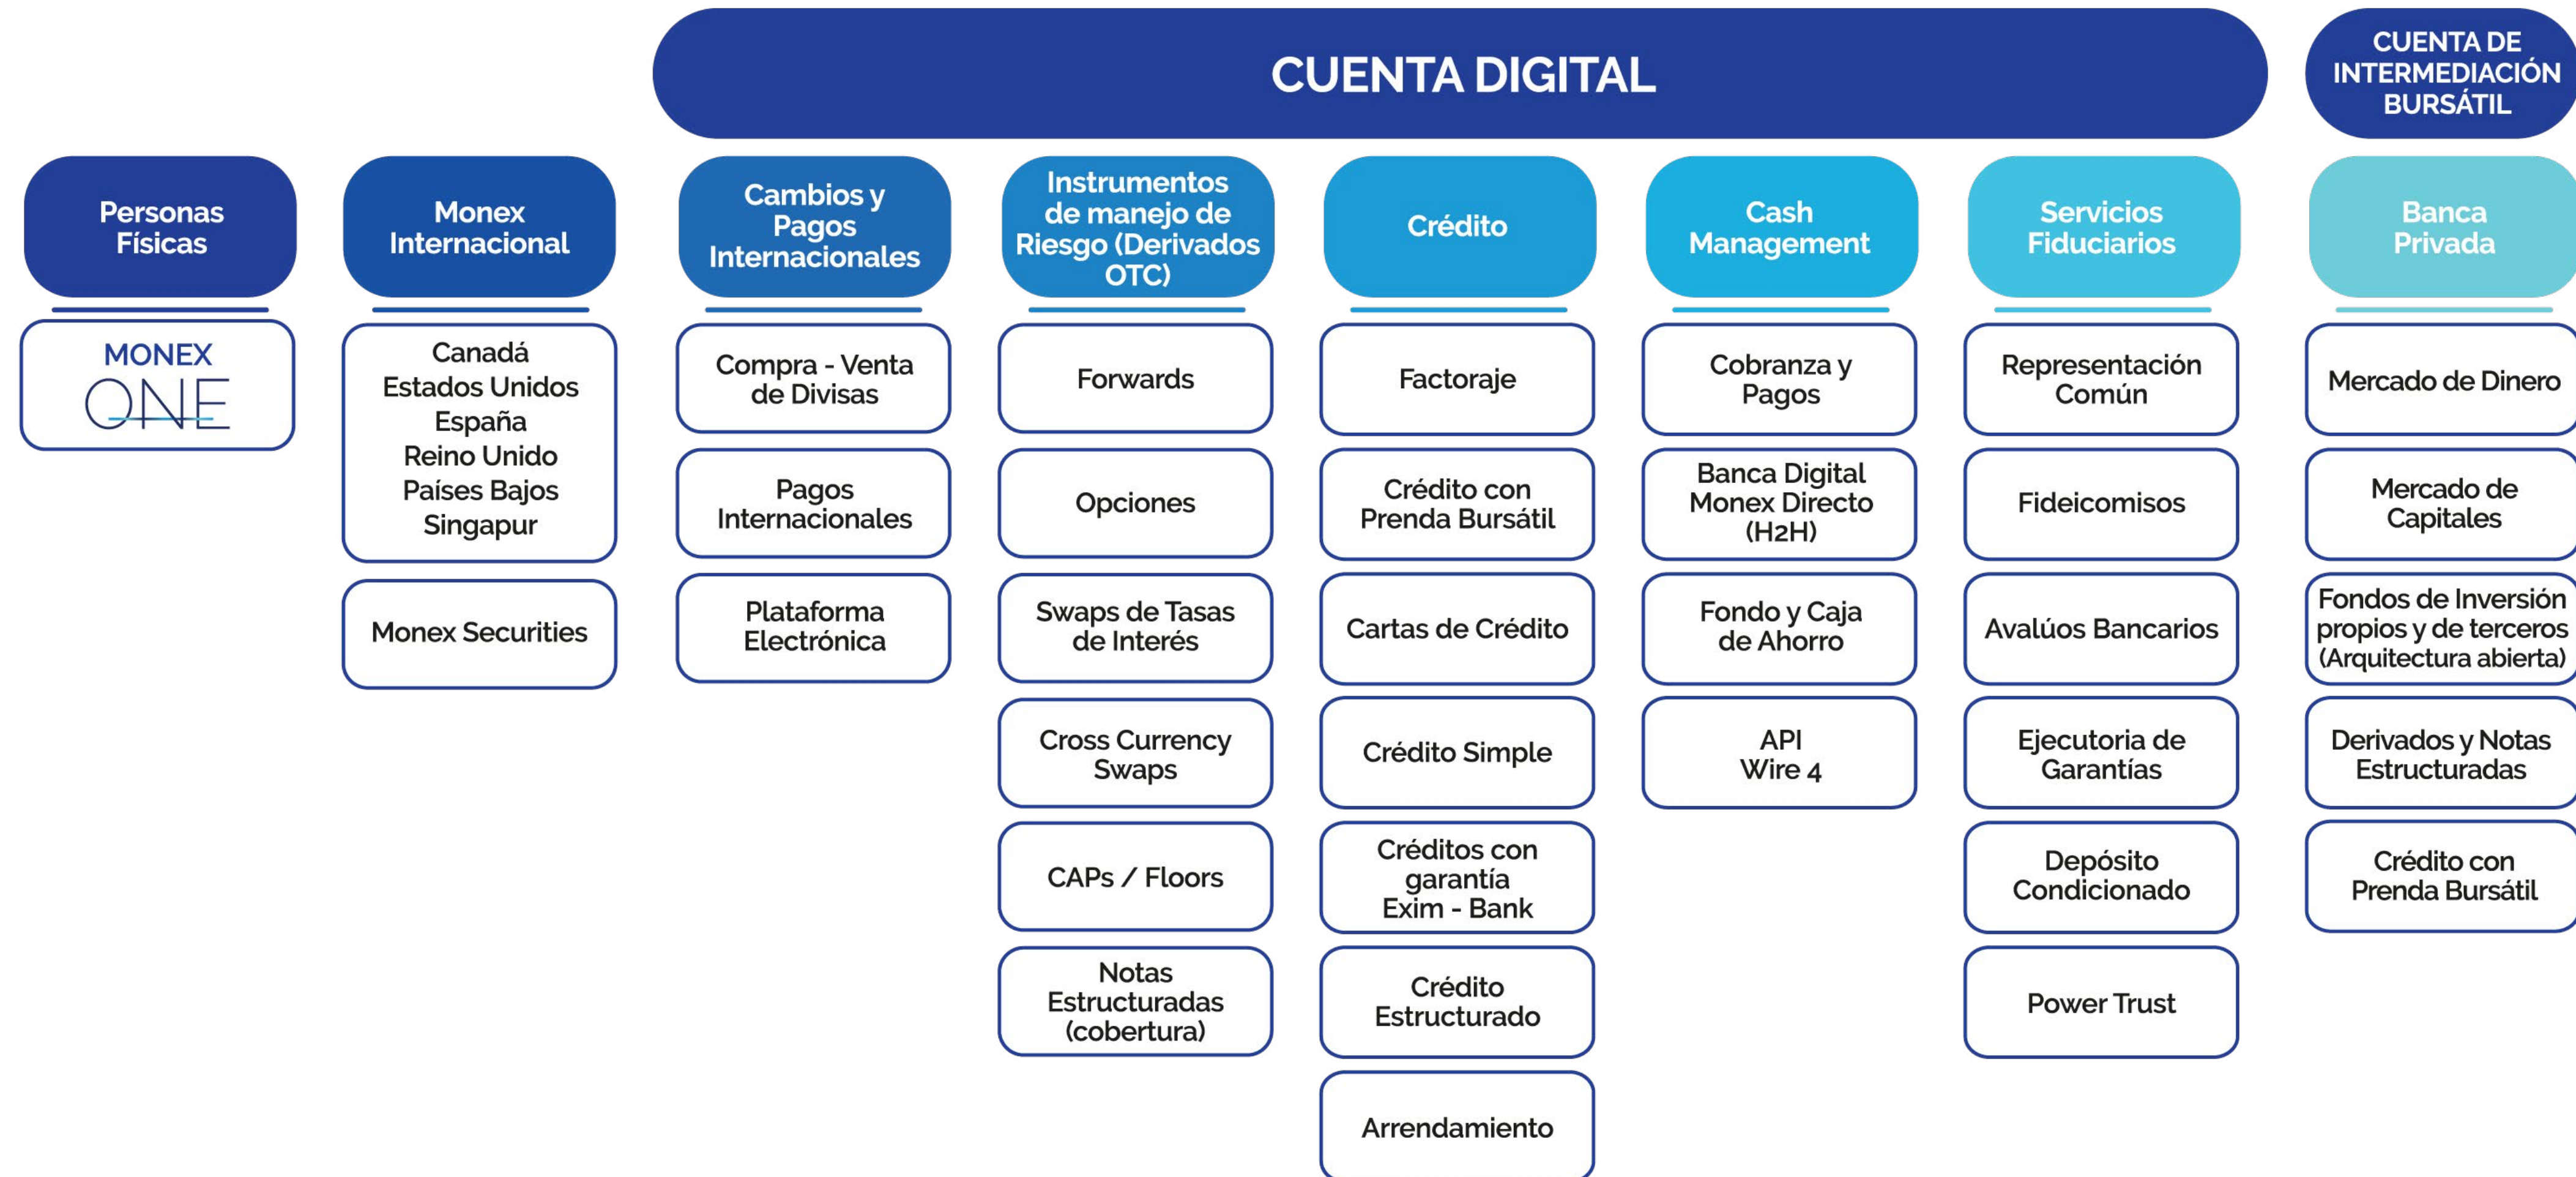 CUENTA DIGITAL
CUENTA DE
INTERMEDIACIÓN
BURSÁTIL
Personas
Físicas
MONEX
ONE
Monex
Internacional
Canadá
Estados Unidos
España
Reino Unido
Países Bajos
Singapur
Monex Securities
Cambios y
Pagos
Internacionales
Compra - Venta
de Divisas
Pagos
Internacionales
Plataforma
Electrónica
Instrumentos
de manejo de
Riesgo (Derivados
OTC)
Forwards
Opciones
Swaps de Tasas
de Interés
Cross Currency
Swaps
CAPs / Floors
Notas
Estructuradas
(cobertura)
Crédito
Factoraje
Crédito con
Prenda Bursátil
Cartas de Crédito
Crédito Simple
Créditos con
garantía
Exim - Bank
Crédito
Estructurado
Arrendamiento
Cash
Management
Cobranza y
Pagos
Banca Digital
Monex Directo
(H2H)
Fondo y Caja
de Ahorro
API
Wire 4
Servicios
Fiduciarios
Representación
Común
Fideicomisos
Avalúos Bancarios
Ejecutoria de
Garantías
Depósito
Condicionado
Power Trust
Banca
Privada
Mercado de Dinero
Mercado de
Capitales
Fondos de Inversión
propios y de terceros
(Arquitectura abierta)
Derivados y Notas
Estructuradas
Crédito con
Prenda Bursátil